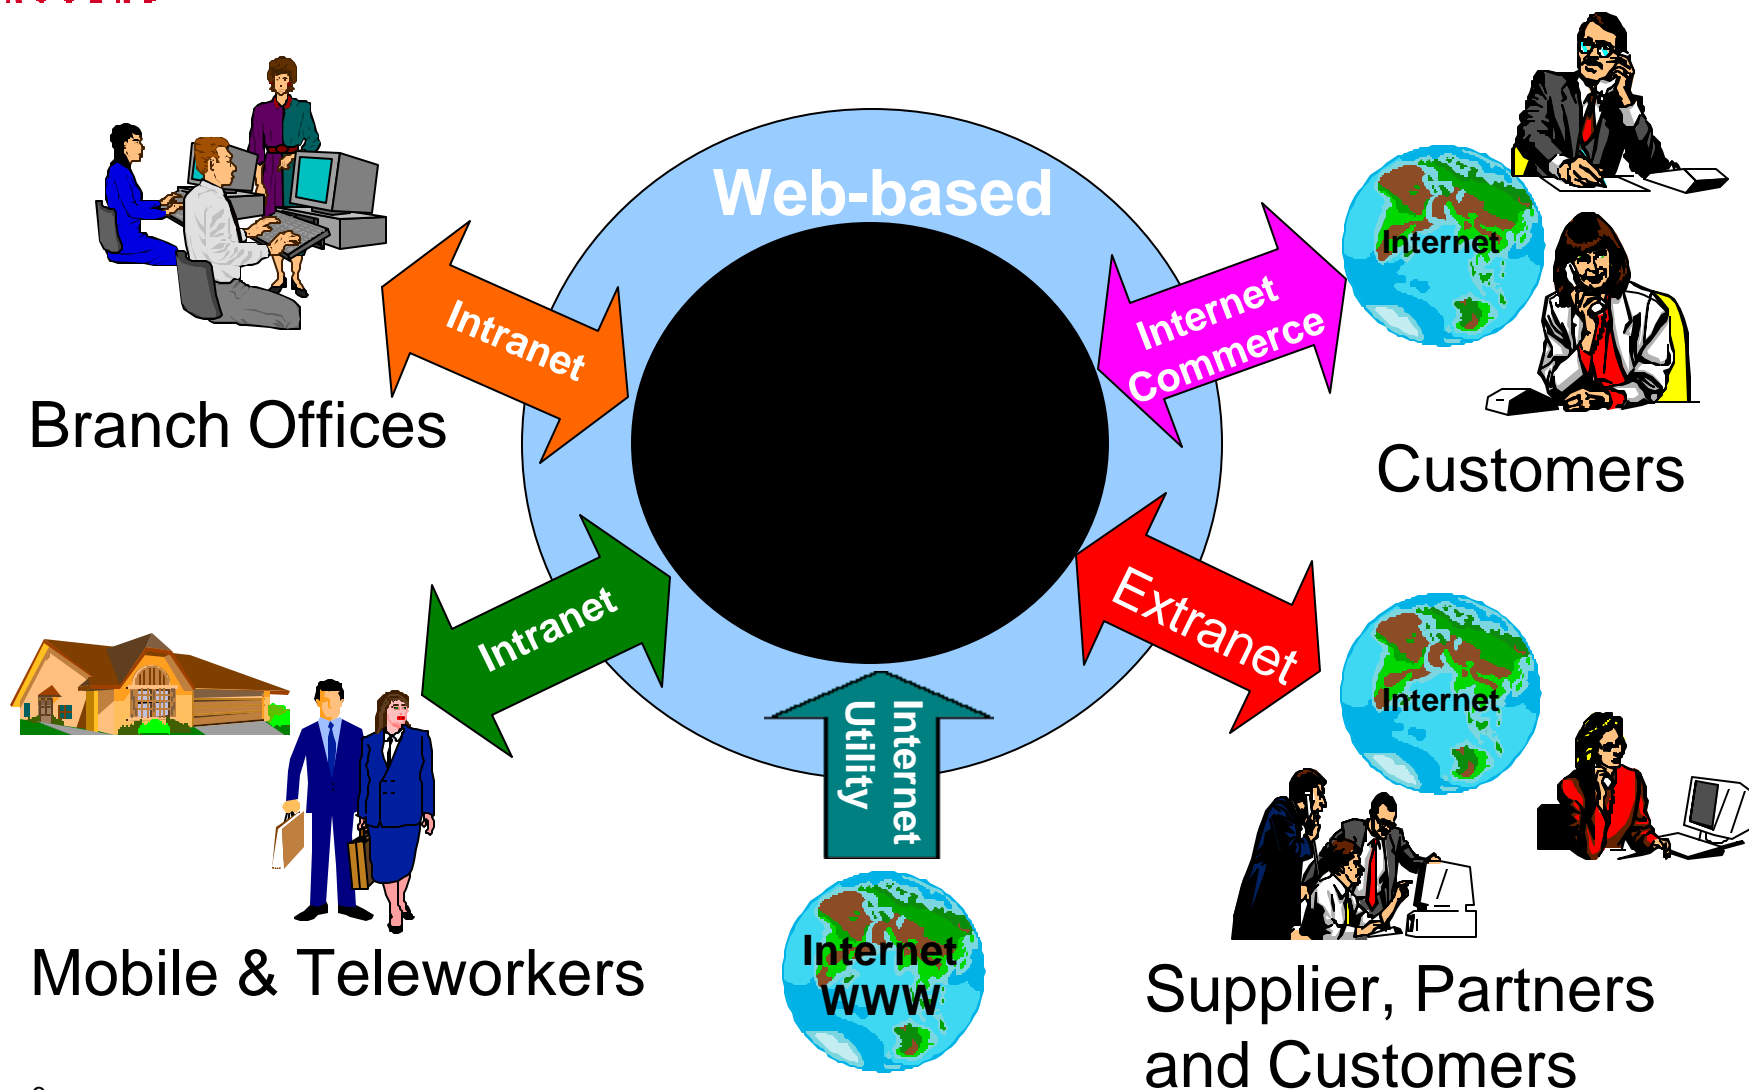 Web-based
Intranet
Internet
Commerce
Internet
Branch Offices
Customers
Intranet
Extranet
Internet
Internet
Utility
Mobile & Teleworkers
Internet
WWW
Supplier, Partners
and Customers